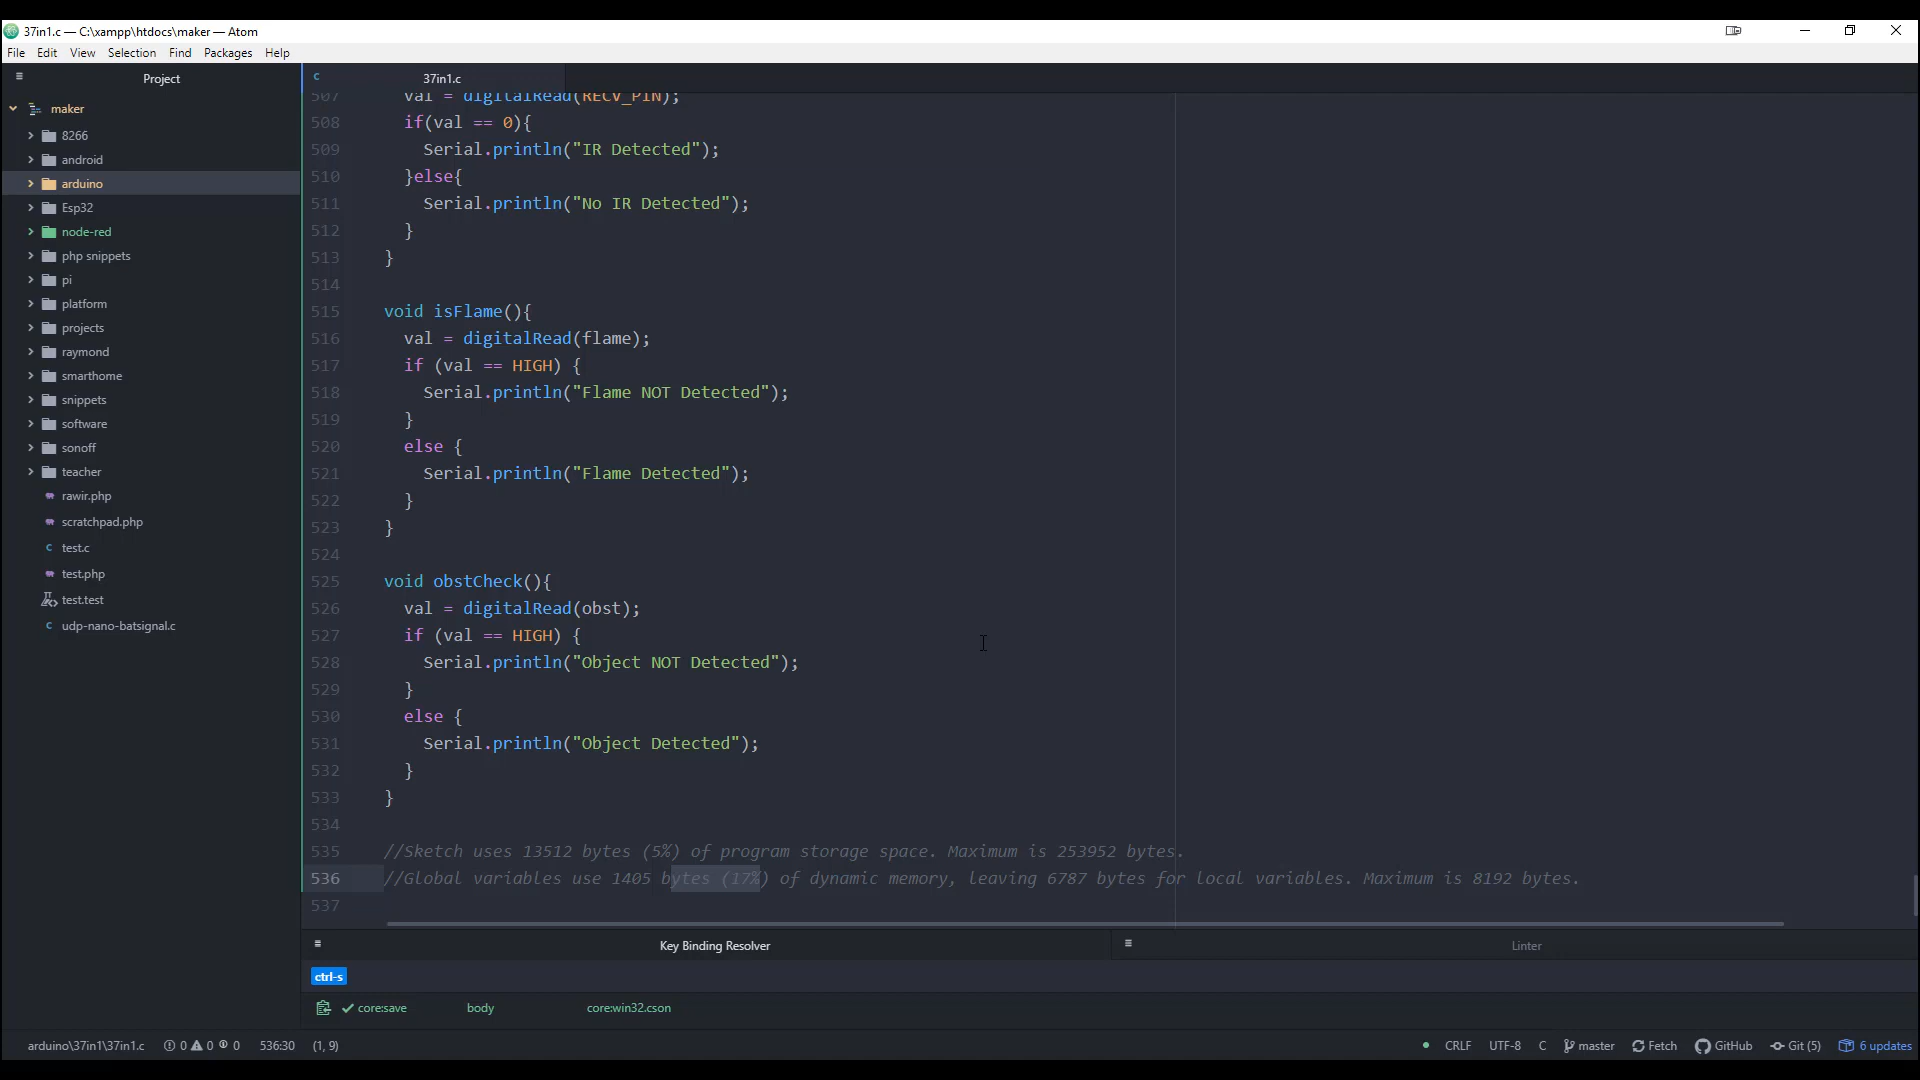 37in1.c — C:\xampp\htdocs\maker — Atom
File Edit View Selection Find Packages Help
Project
maker
8266
android
arduino
Esp32
node-red
php snippets
pi
platform
projects
raymond
smarthome
snippets
software
sonoff
teacher
rawir.php
scratchpad.php
test.c
test.php
test.test
udp-nano-batsignal.c
37in1.c
507 val = digitalRead(RECV_PIN);
508 if(val == 0){
509 Serial.println("IR Detected");
510 }else{
511 Serial.println("No IR Detected");
512 }
513 }
514
515 void isFlame(){
516 val = digitalRead(flame);
517 if (val == HIGH) {
518 Serial.println("Flame NOT Detected");
519 }
520 else {
521 Serial.println("Flame Detected");
522 }
523 }
524
525 void obstCheck(){
526 val = digitalRead(obst);
527 if (val == HIGH) {
528 Serial.println("Object NOT Detected");
529 }
530 else {
531 Serial.println("Object Detected");
532 }
533 }
534
535 //Sketch uses 13512 bytes (5%) of program storage space. Maximum is 253952 bytes.
536 //Global variables use 1405 bytes (17%) of dynamic memory, leaving 6787 bytes for local variables. Maximum is 8192 bytes.
537
Key Binding Resolver
Linter
ctrl-s
core:save body core:win32.cson
arduino\37in1\37in1.c 0 0 0 536:30 (1, 9) CRLF UTF-8 C master Fetch GitHub Git (5) 6 updates